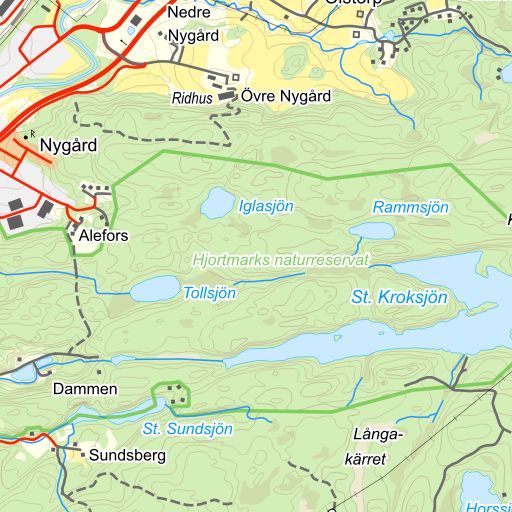 Nedre
Nygård
Olstorp
Ridhus
Övre Nygård
Nygård
Iglasjön
Rammsjön
Alefors
Hjortmarks naturreservat
Tollsjön
St. Kroksjön
Dammen
St. Sundsjön
Långa-
kärret
Sundsberg